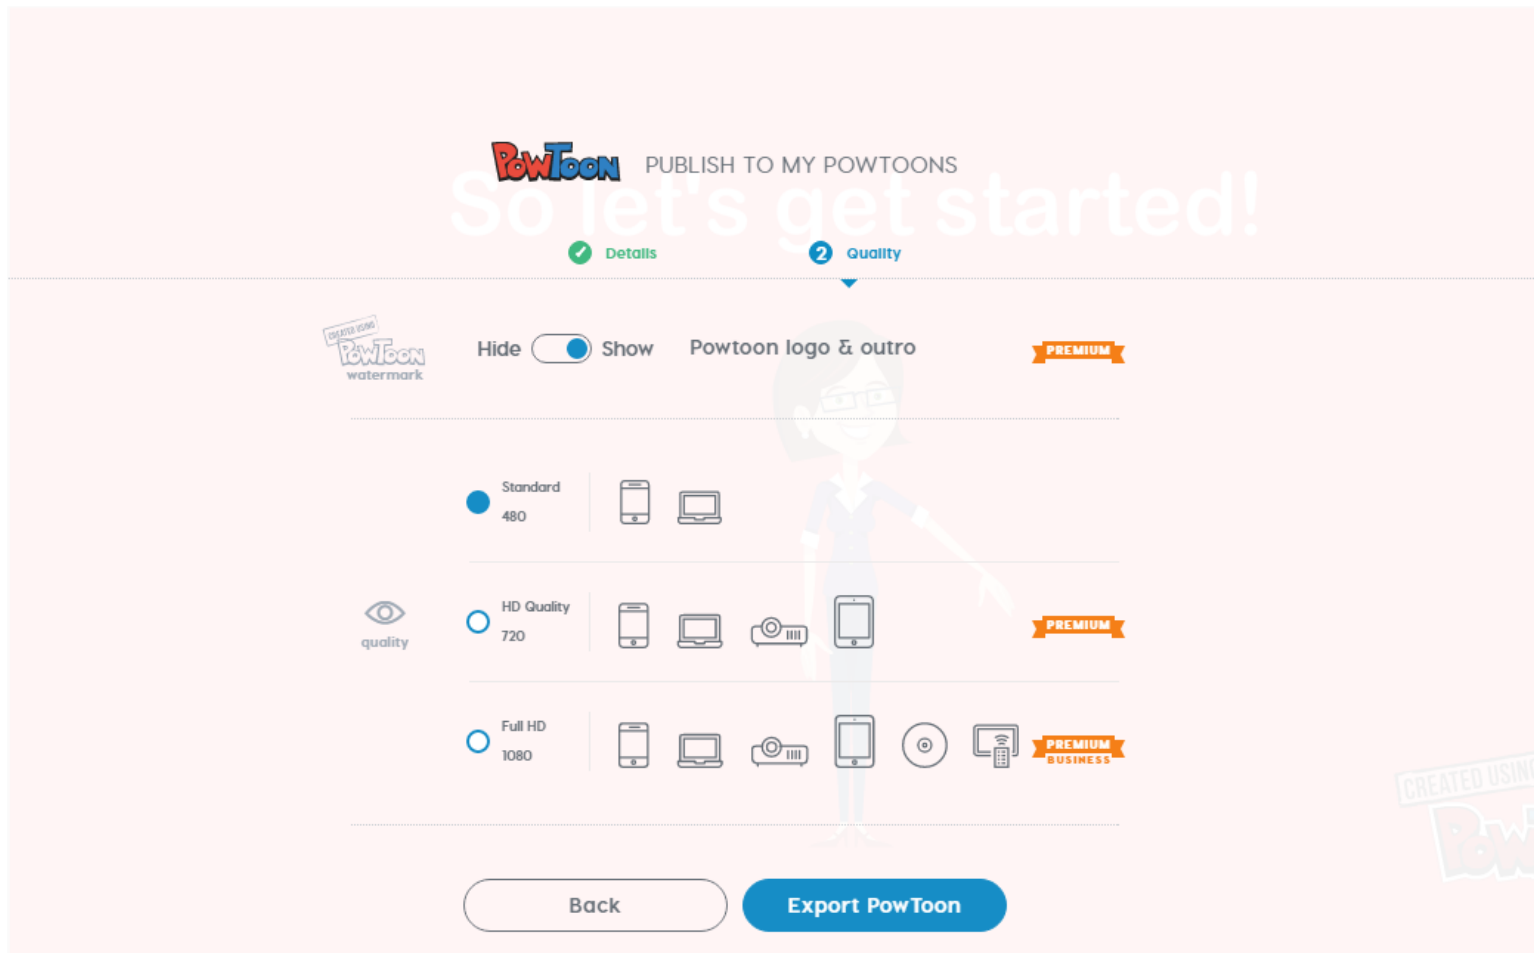 PowToon PUBLISH TO MY POWTOONS
So let's get started!
Details 2 Quality
CREATED USING
PowToon
watermark
Hide Show Powtoon logo & outro PREMIUM
Standard
480
HD Quality
720
PREMIUM
quality
Full HD
1080
PREMIUM
BUSINESS
CREATED USING
Back Export PowToon